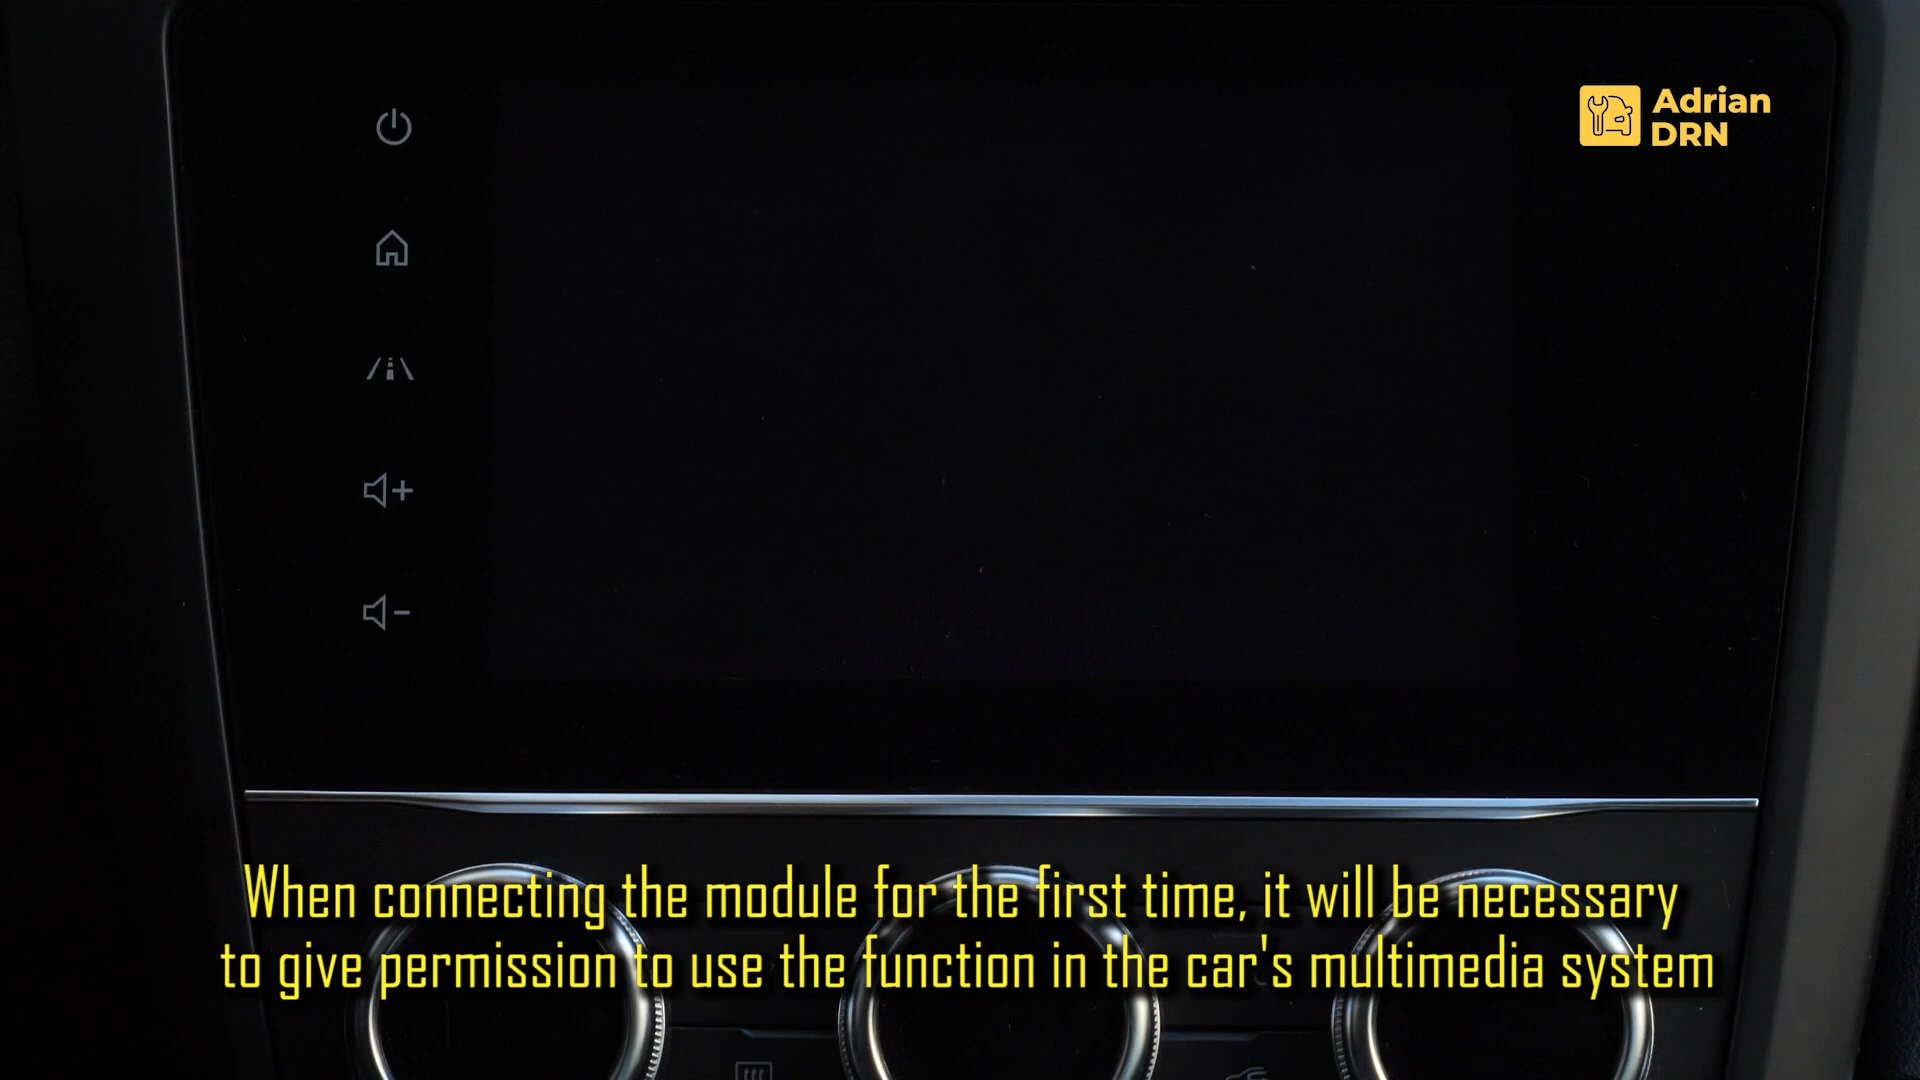 Adrian
DRN
When connecting the module for the first time, it will be necessary
to give permission to use the function in the car's multimedia system